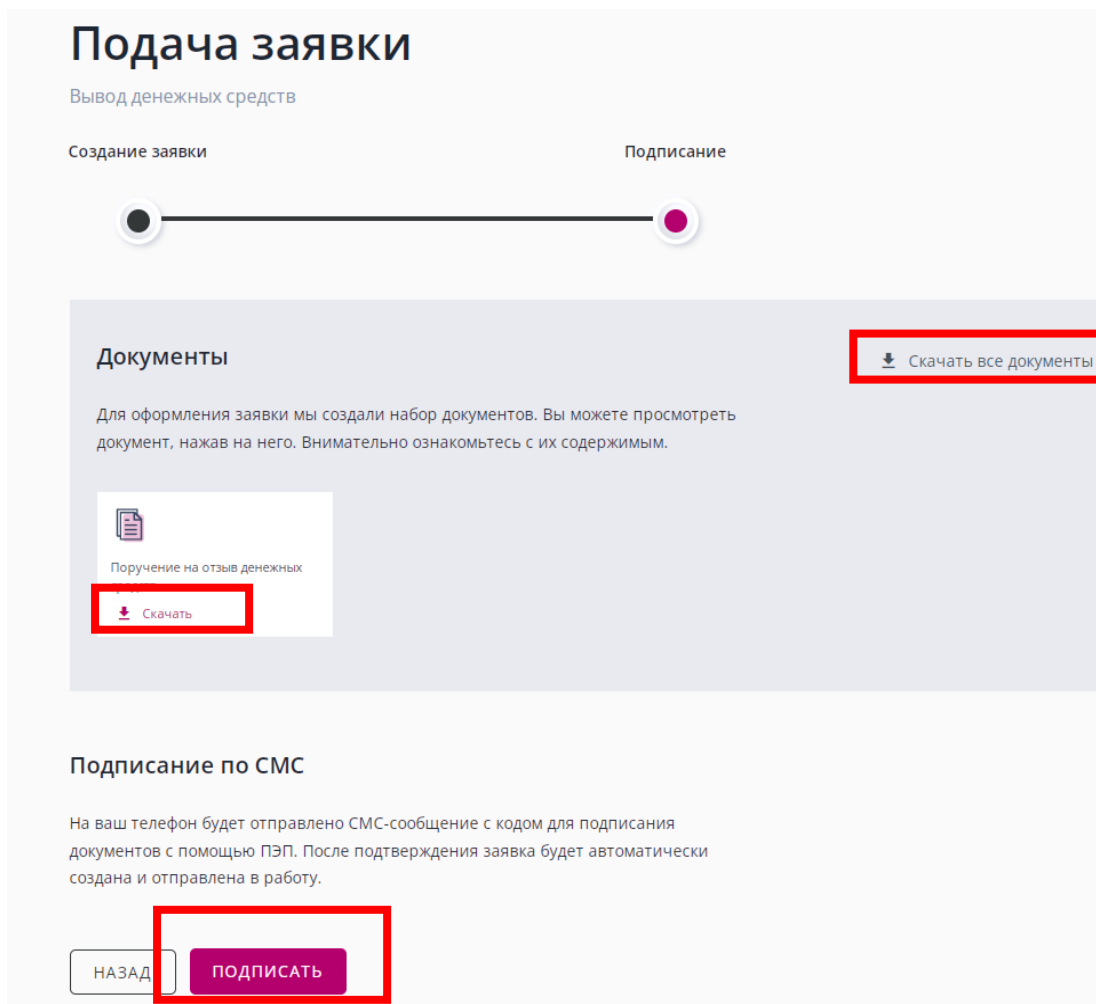 Подача заявки
Вывод денежных средств
Создание заявки
Подписание
Документы
Скачать все документы
Для оформления заявки мы создали набор документов. Вы можете просмотреть
документ, нажав на него. Внимательно ознакомьтесь с их содержимым.
Поручение на отзыв денежных
Скачать
Подписание по СМС
На ваш телефон будет отправлено СМС-сообщение с кодом для подписания
документов с помощью ПЭП. После подтверждения заявка будет автоматически
создана и отправлена в работу.
НАЗАД
ПОДПИСАТЬ